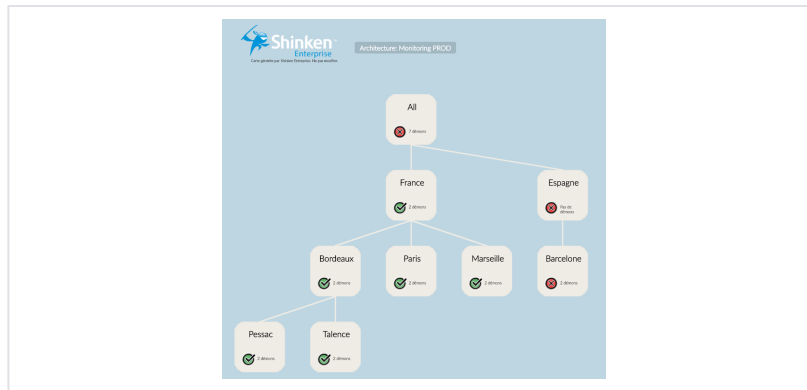 Shinken
Enterprise
Carte générée par Shinken Enterprise. Ne pas modifier.
Architecture: Monitoring PROD
All
7 démons
France
2 démons
Espagne
Pas de
démons
Bordeaux
2 démons
Paris
2 démons
Marseille
2 démons
Barcelone
2 démons
Pessac
2 démons
Talence
2 démons